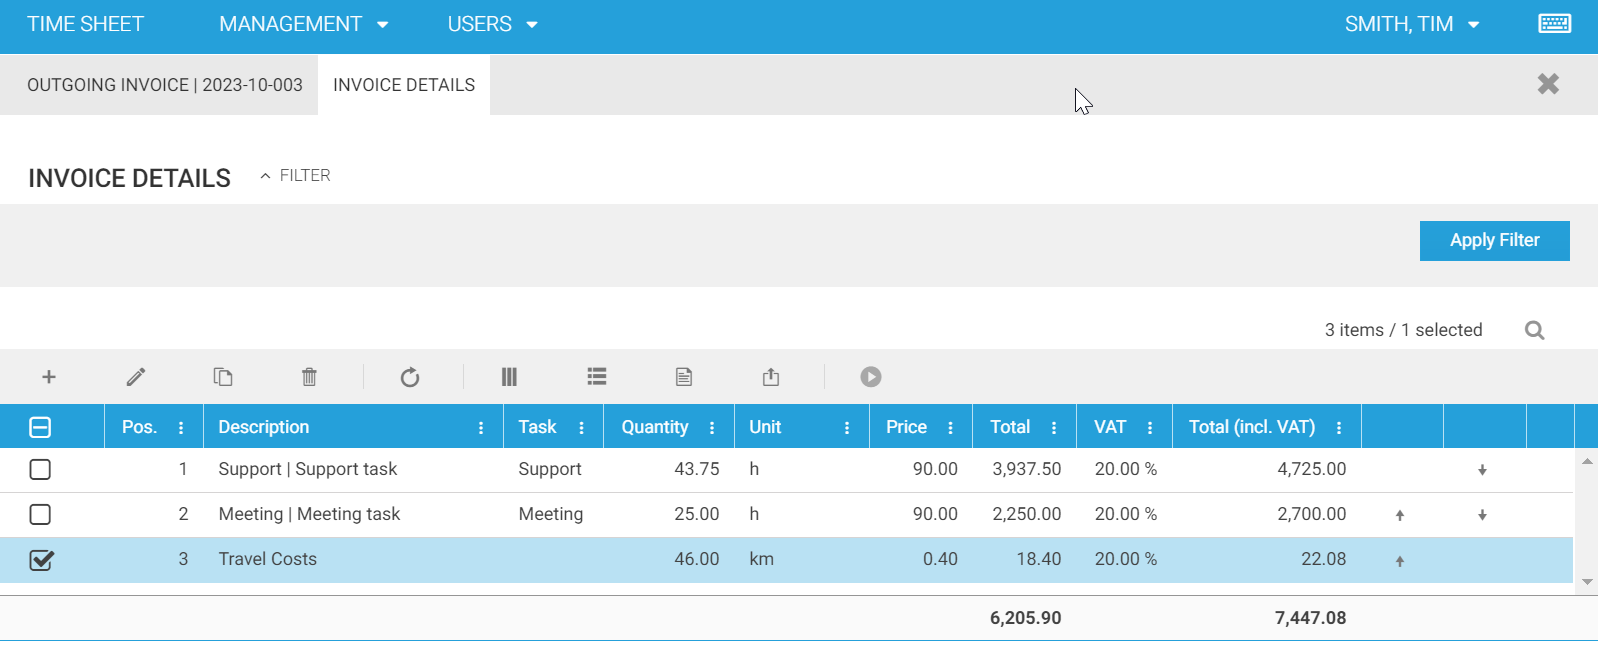 TIME SHEET MANAGEMENT USERS SMITH, TIM
OUTGOING INVOICE | 2023-10-003 INVOICE DETAILS
INVOICE DETAILS FILTER
Apply Filter
3 items / 1 selected
Pos. Description Task Quantity Unit Price Total VAT Total (incl. VAT)
1 Support | Support task Support 43.75 h 90.00 3,937.50 20.00 % 4,725.00
2 Meeting | Meeting task Meeting 25.00 h 90.00 2,250.00 20.00 % 2,700.00
3 Travel Costs 46.00 km 0.40 18.40 20.00 % 22.08
6,205.90 7,447.08